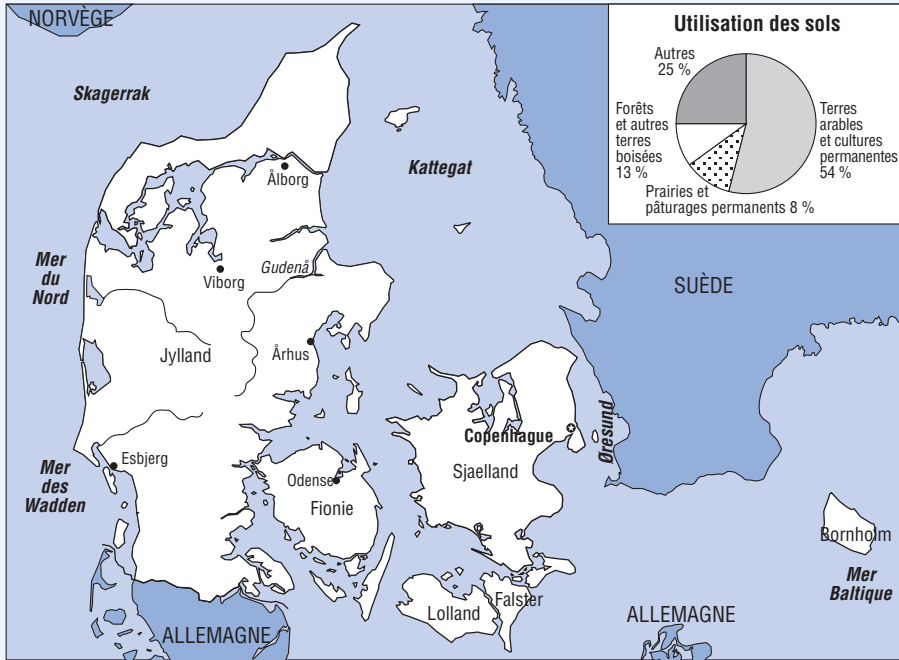 NORVÈGE
Utilisation des sols
Autres
25 %
Forêts
et autres
terres
boisées
13 %
Terres
arables
et cultures
permanentes
54 %
Prairies et
pâturages permanents 8 %
Skagerrak
Kattegat
Ålborg
Mer
du
Nord
Viborg
Gudenå
SUÈDE
Jylland
Århus
Copenhague
Øresund
Esbjerg
Sjaelland
Mer
des
Wadden
Odense
Fionie
Bornholm
Mer
Baltique
Lolland
Falster
ALLEMAGNE
ALLEMAGNE